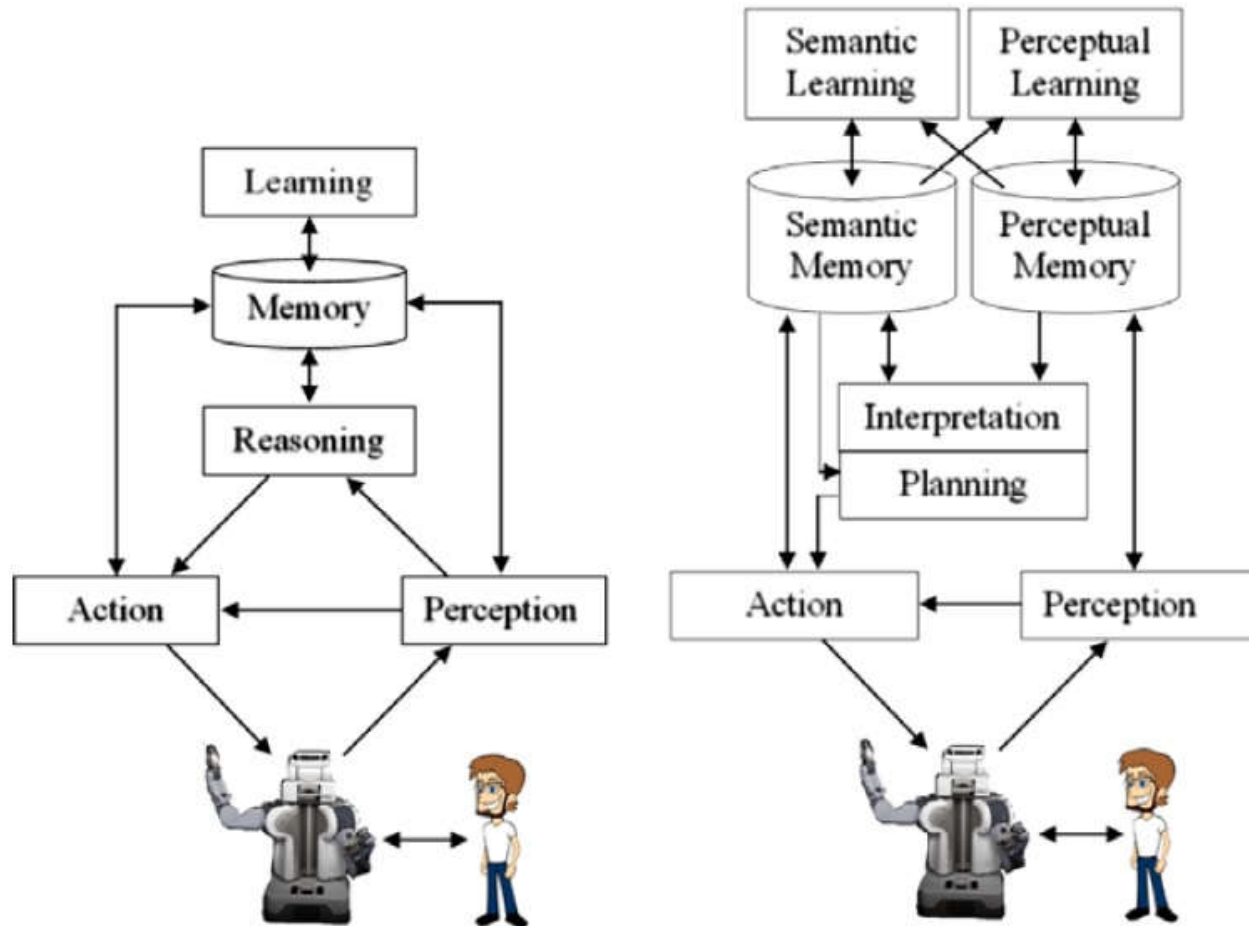 Learning
Memory
Reasoning
Action
Perception
Semantic
Learning
Perceptual
Learning
Semantic
Memory
Perceptual
Memory
Interpretation
Planning
Action
Perception